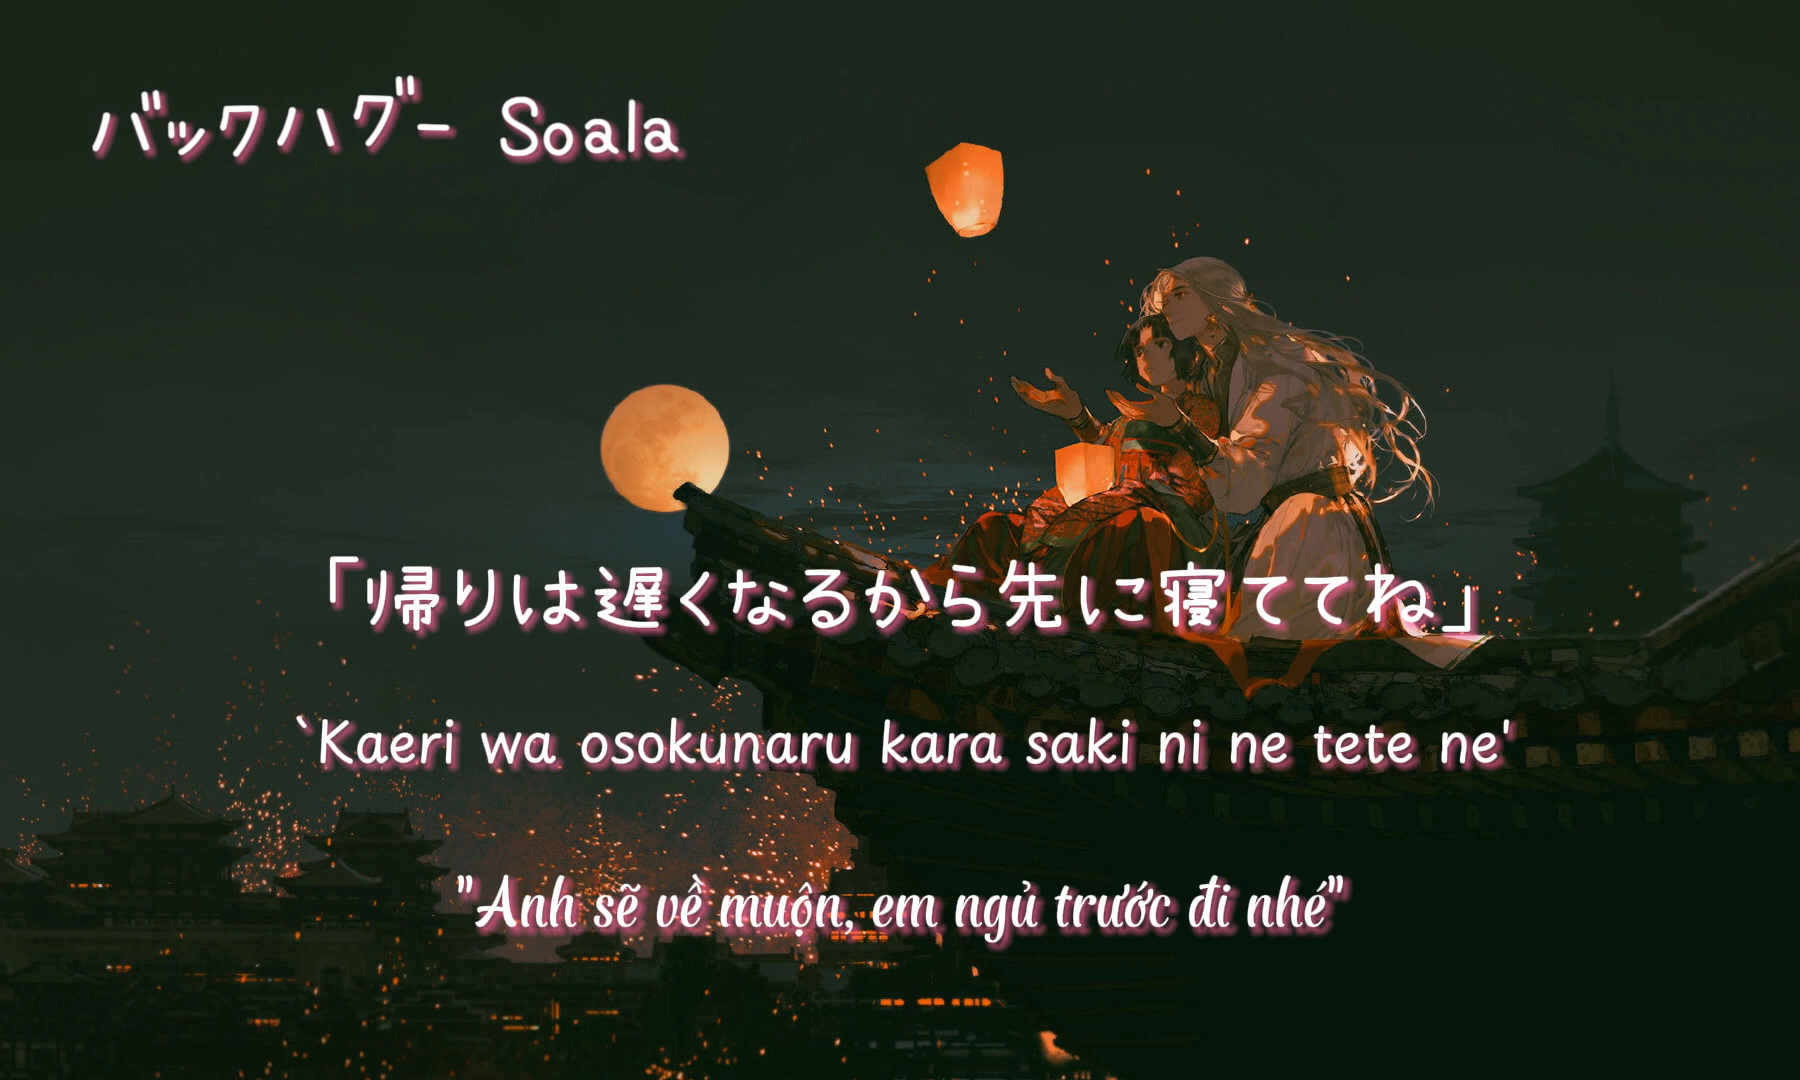 バックハグー Soala
「帰りは遅くなるから先に寝ててね」
`Kaeri wa osokunaru kara saki ni ne tete ne'
"Anh sẽ về muộn, em ngủ trước đi nhé"